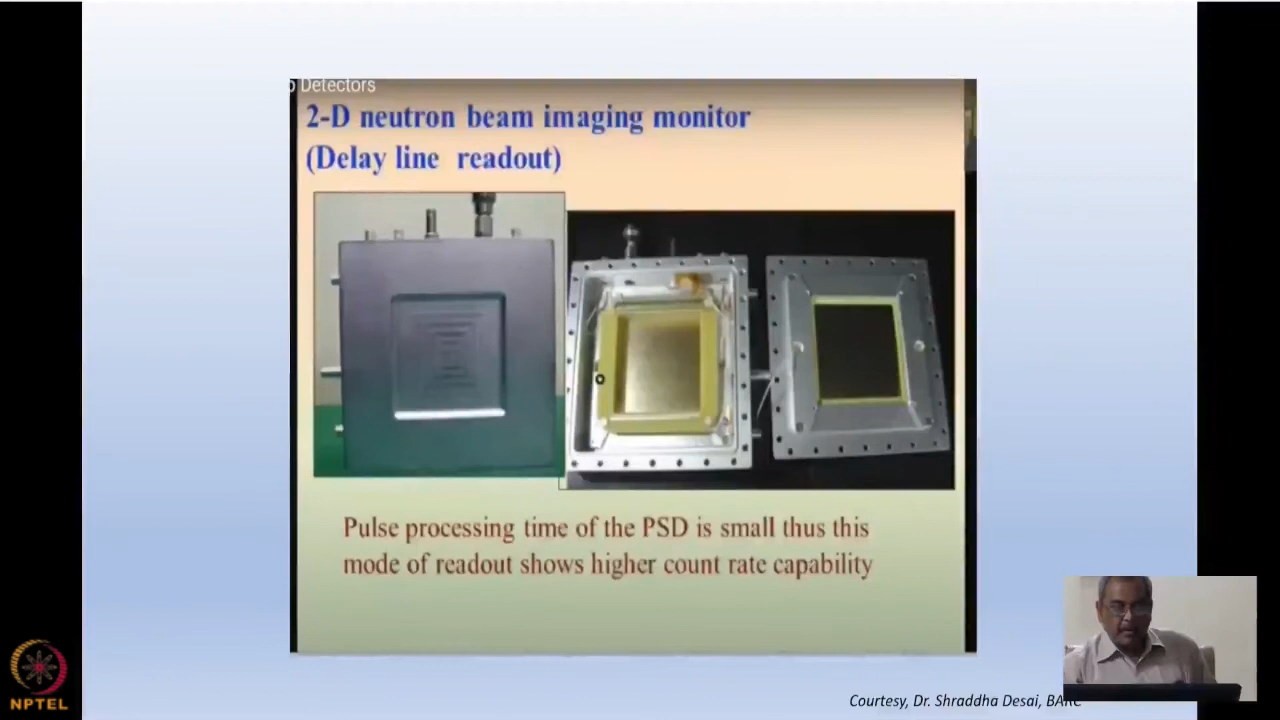 Detectors
2-D neutron beam imaging monitor
(Delay line readout)
Pulse processing time of the PSD is small thus this
mode of readout shows higher count rate capability
NPTEL
Courtesy, Dr. Shraddha Desai, BARC